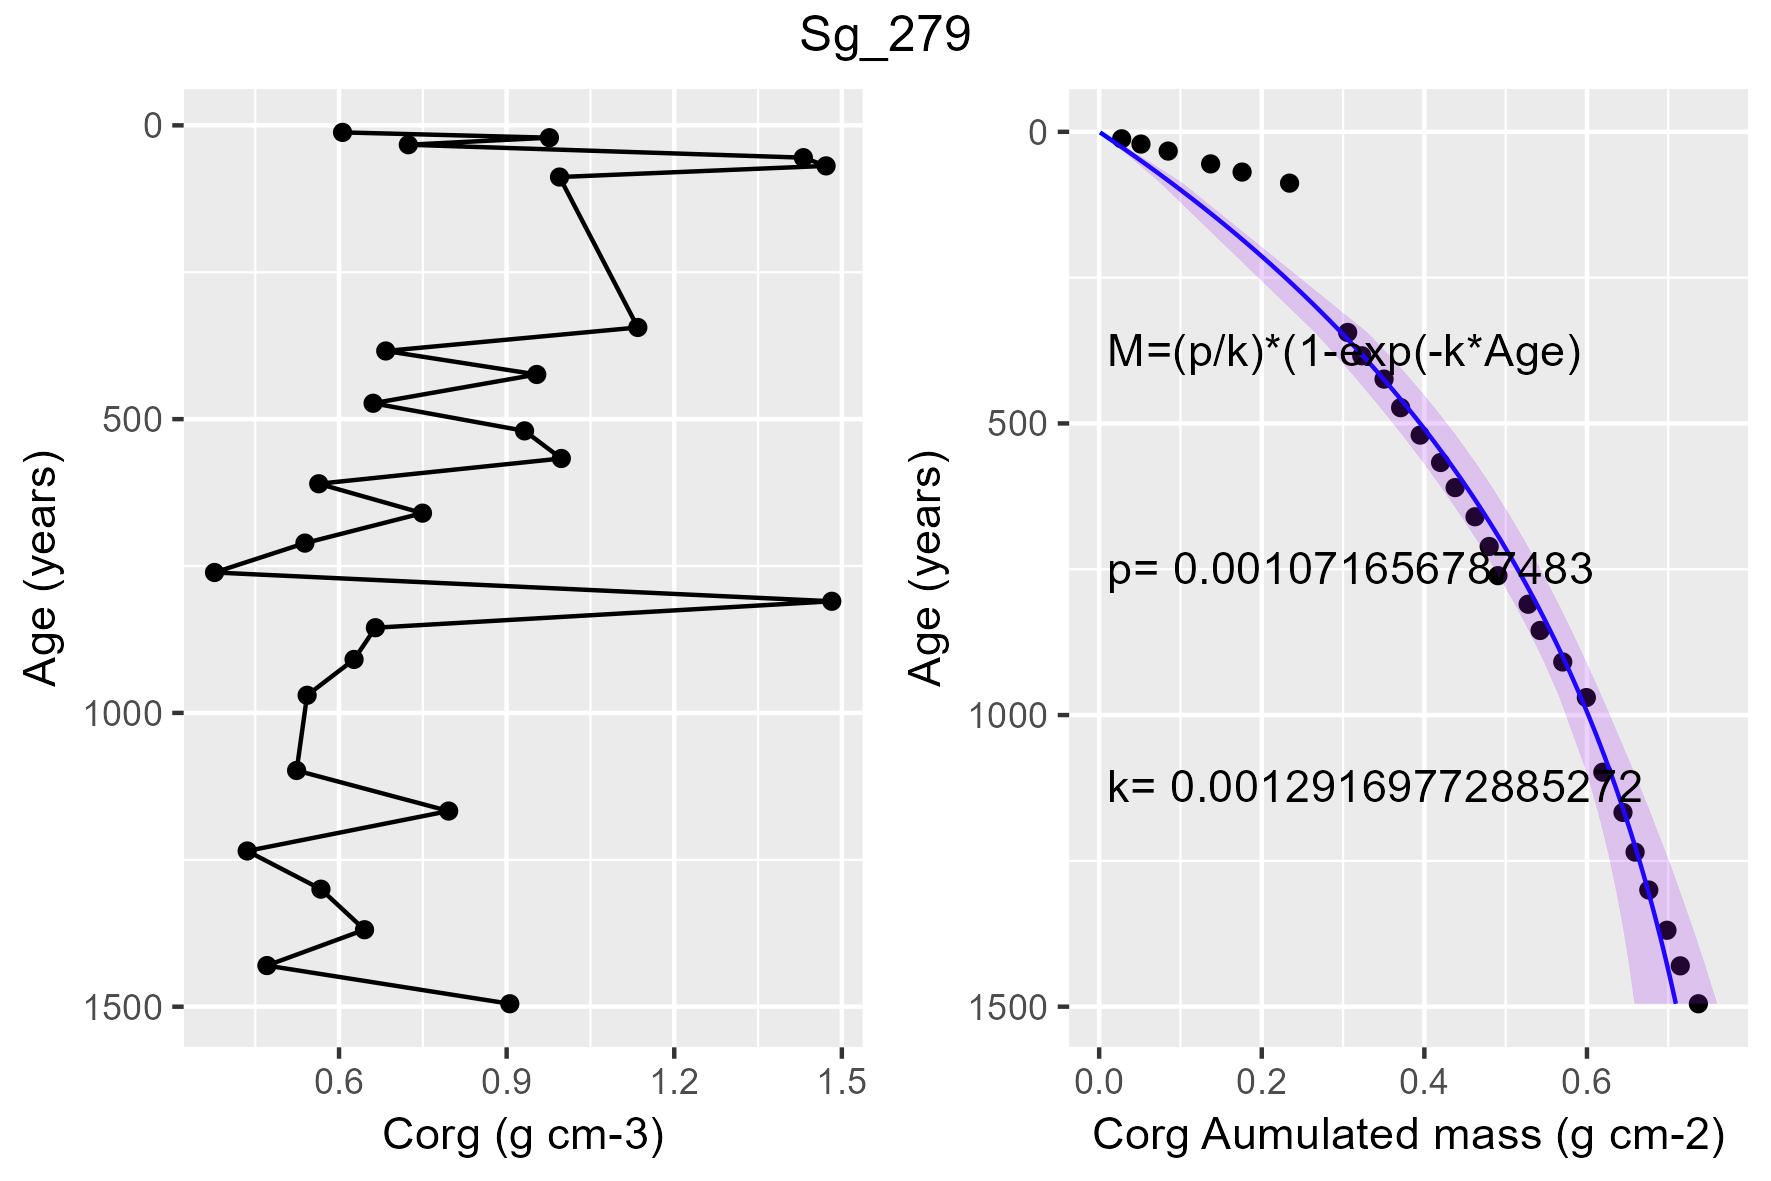 Sg_279
0
500
1000
1500
Age (years)
0.6 0.9 1.2 1.5
Corg (g cm-3)
0
500
1000
1500
Age (years)
M=(p/k)*(1-exp(-k*Age)
p= 0.001071656787483
k= 0.00129169772885272
0.0 0.2 0.4 0.6
Corg Aumulated mass (g cm-2)